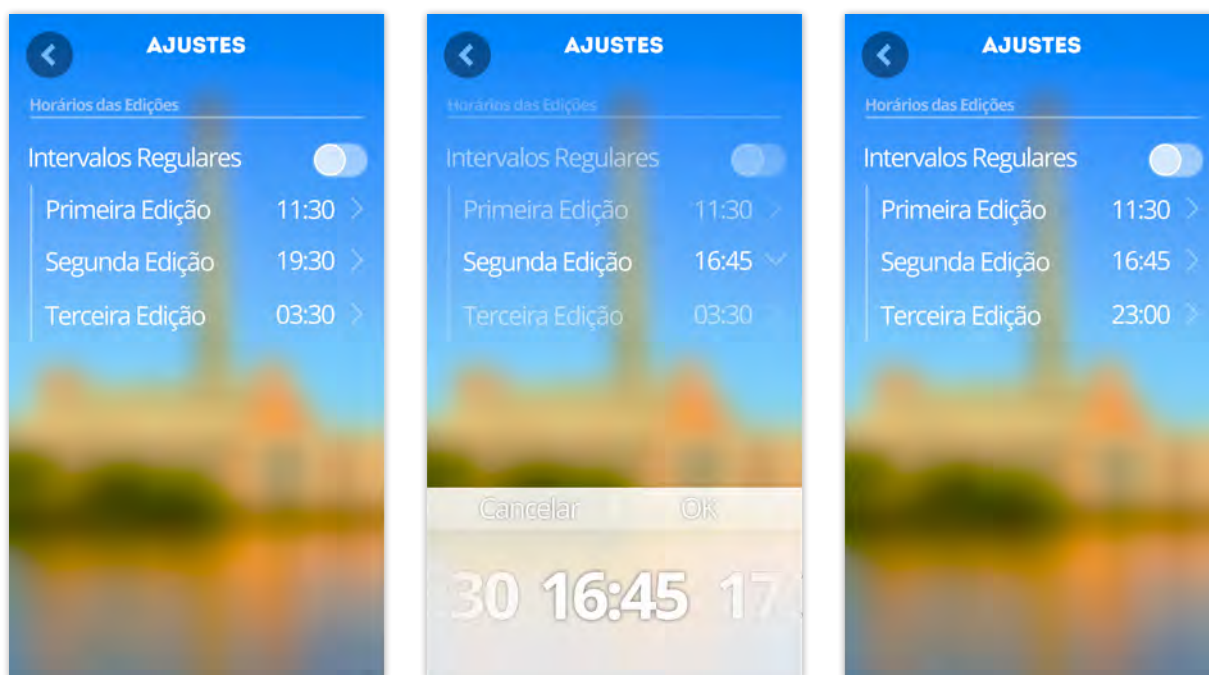 AJUSTES
Horários das Edições
Intervalos Regulares
Primeira Edição 11:30
Segunda Edição 19:30
Terceira Edição 03:30
AJUSTES
Horários das Edições
Intervalos Regulares
Primeira Edição 11:30
Segunda Edição 16:45
Terceira Edição 03:30
Cancelar OK
30 16:45 17
AJUSTES
Horários das Edições
Intervalos Regulares
Primeira Edição 11:30
Segunda Edição 16:45
Terceira Edição 23:00